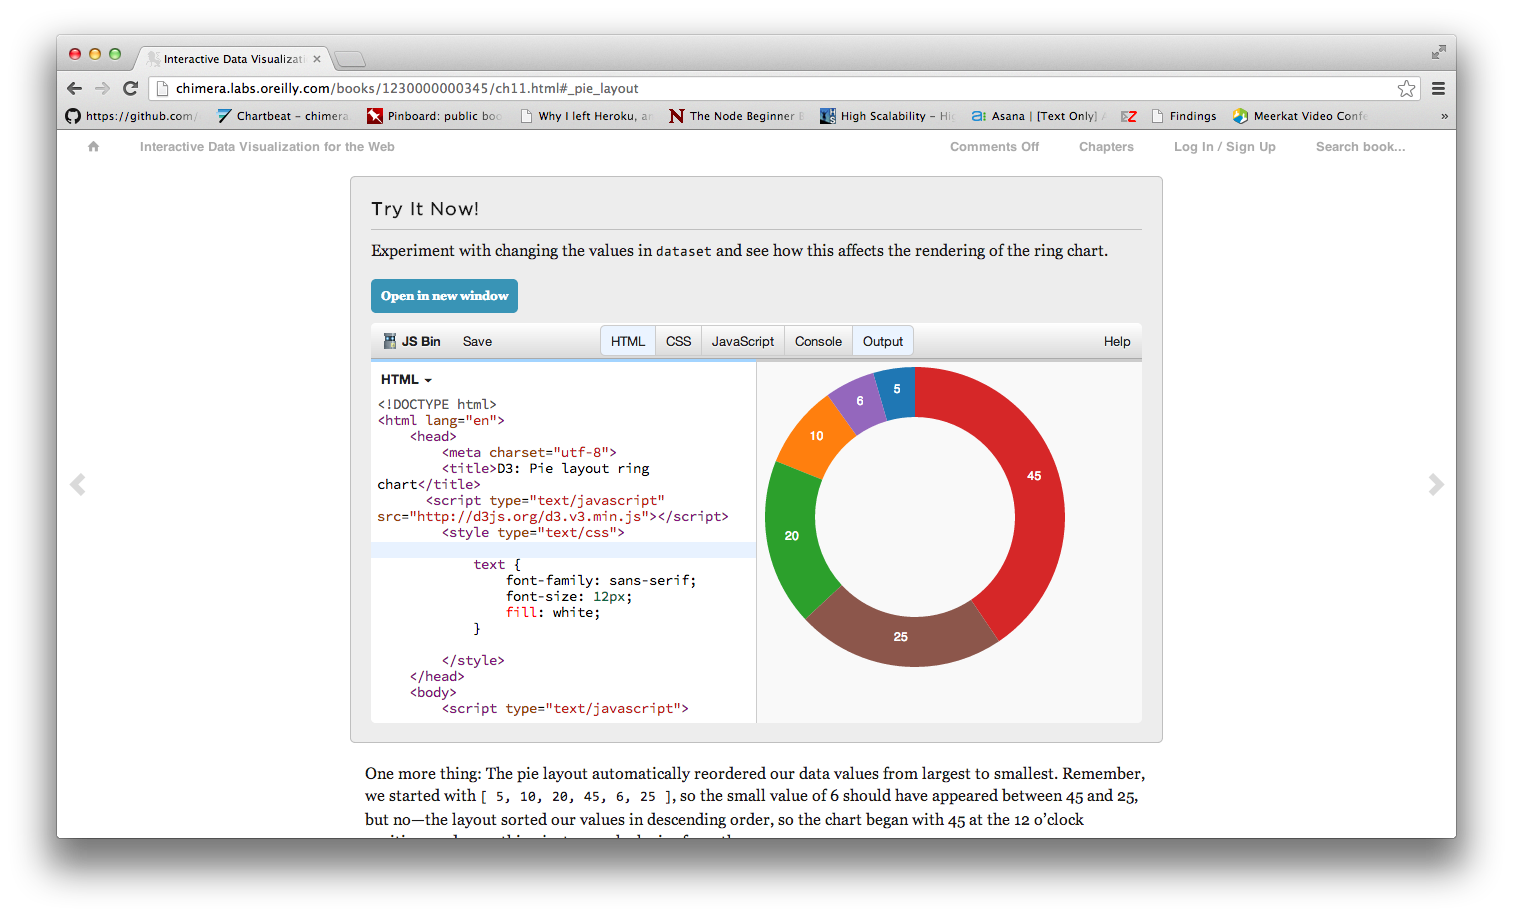 Interactive Data Visualizati
chimera.labs.oreilly.com/books/1230000000345/ch11.html#_pie_layout
https://github.com/ Chartbeat – chimera. Pinboard: public boo Why I left Heroku, an The Node Beginner B High Scalability – Hig Asana | [Text Only] A Findings Meerkat Video Confe »
Interactive Data Visualization for the Web Comments Off Chapters Log In / Sign Up Search book...
Try It Now!
Experiment with changing the values in dataset and see how this affects the rendering of the ring chart.
Open in new window
JS Bin Save HTML CSS JavaScript Console Output Help
HTML
<!DOCTYPE html>
<html lang="en">
<head>
<meta charset="utf-8">
<title>D3: Pie layout ring
chart</title>
<script type="text/javascript"
src="http://d3js.org/d3.v3.min.js"></script>
<style type="text/css">
text {
font-family: sans-serif;
font-size: 12px;
fill: white;
}
</style>
</head>
<body>
<script type="text/javascript">
5
6
10
45
20
25
One more thing: The pie layout automatically reordered our data values from largest to smallest. Remember,
we started with [ 5, 10, 20, 45, 6, 25 ], so the small value of 6 should have appeared between 45 and 25,
but no—the layout sorted our values in descending order, so the chart began with 45 at the 12 o'clock